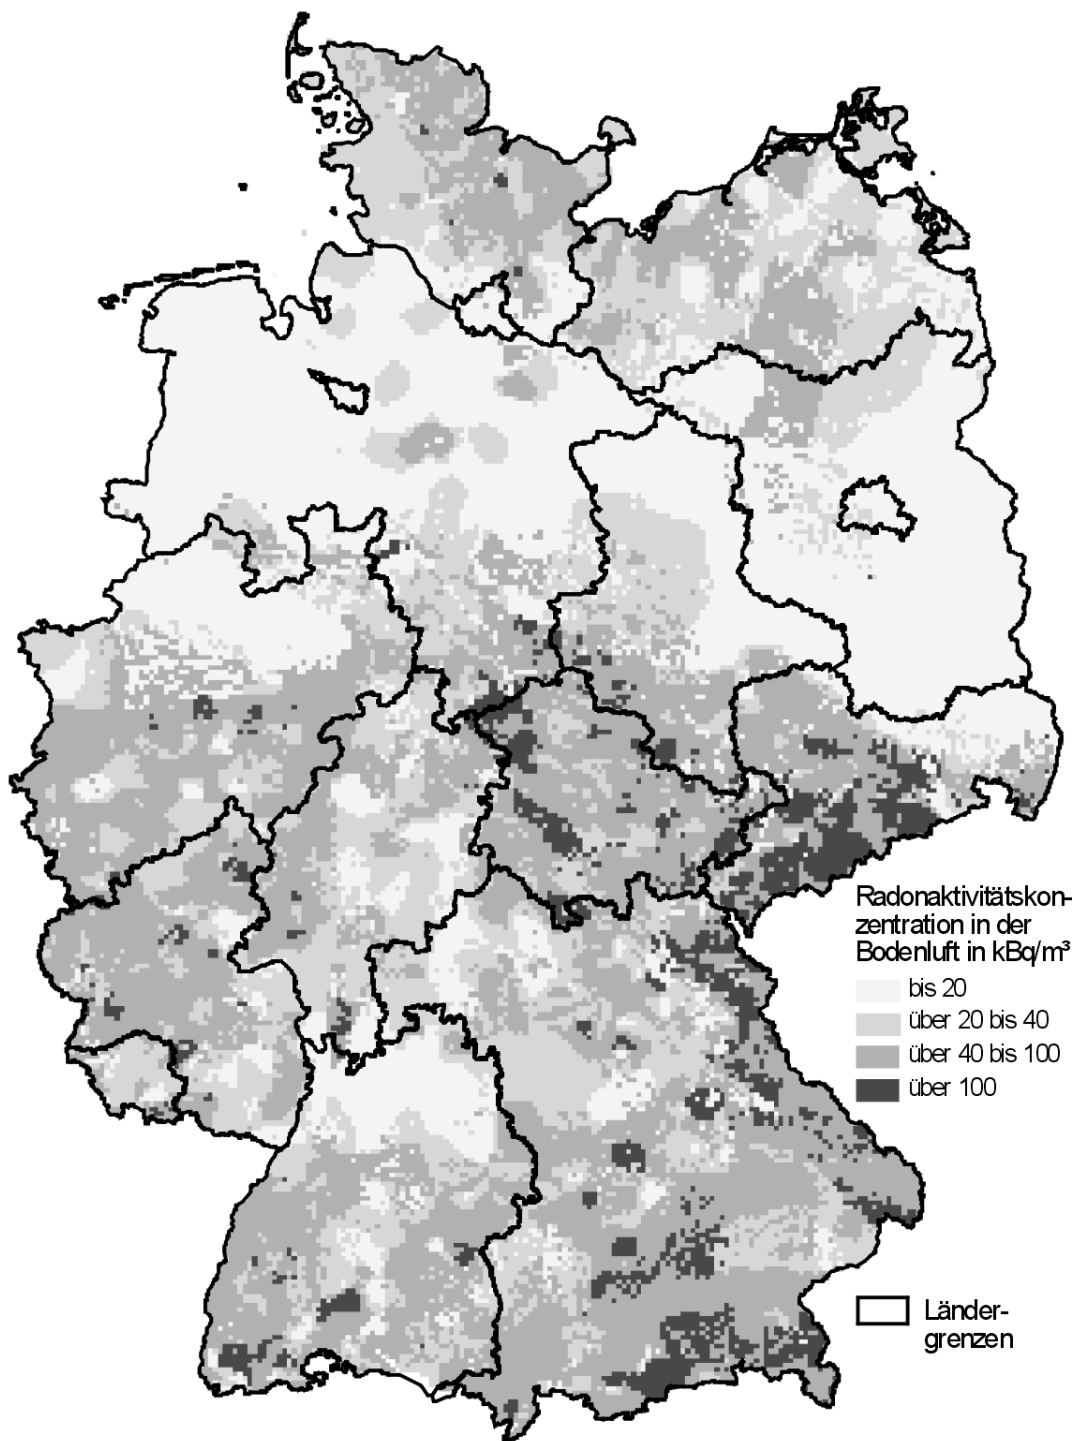 Radonaktivitätskon-
zentration in der
Bodenluft in kBq/m³
bis 20
über 20 bis 40
über 40 bis 100
über 100
Länder-
grenzen